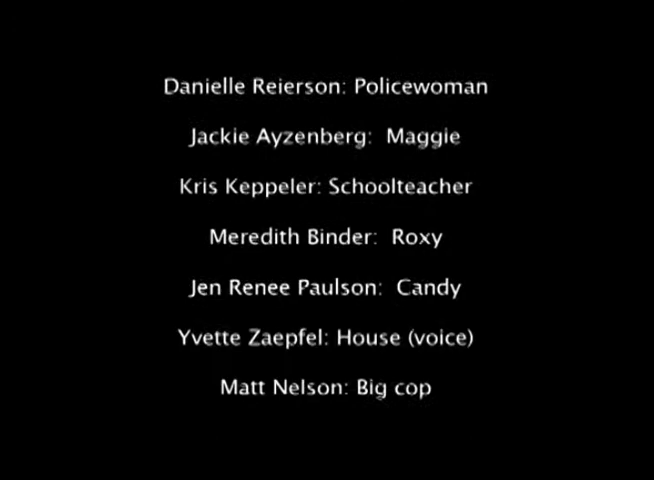 Danielle Reierson: Policewoman
Jackie Ayzenberg:  Maggie
Kris Keppeler: Schoolteacher
Meredith Binder:  Roxy
Jen Renee Paulson:  Candy
Yvette Zaepfel: House (voice)
Matt Nelson: Big cop